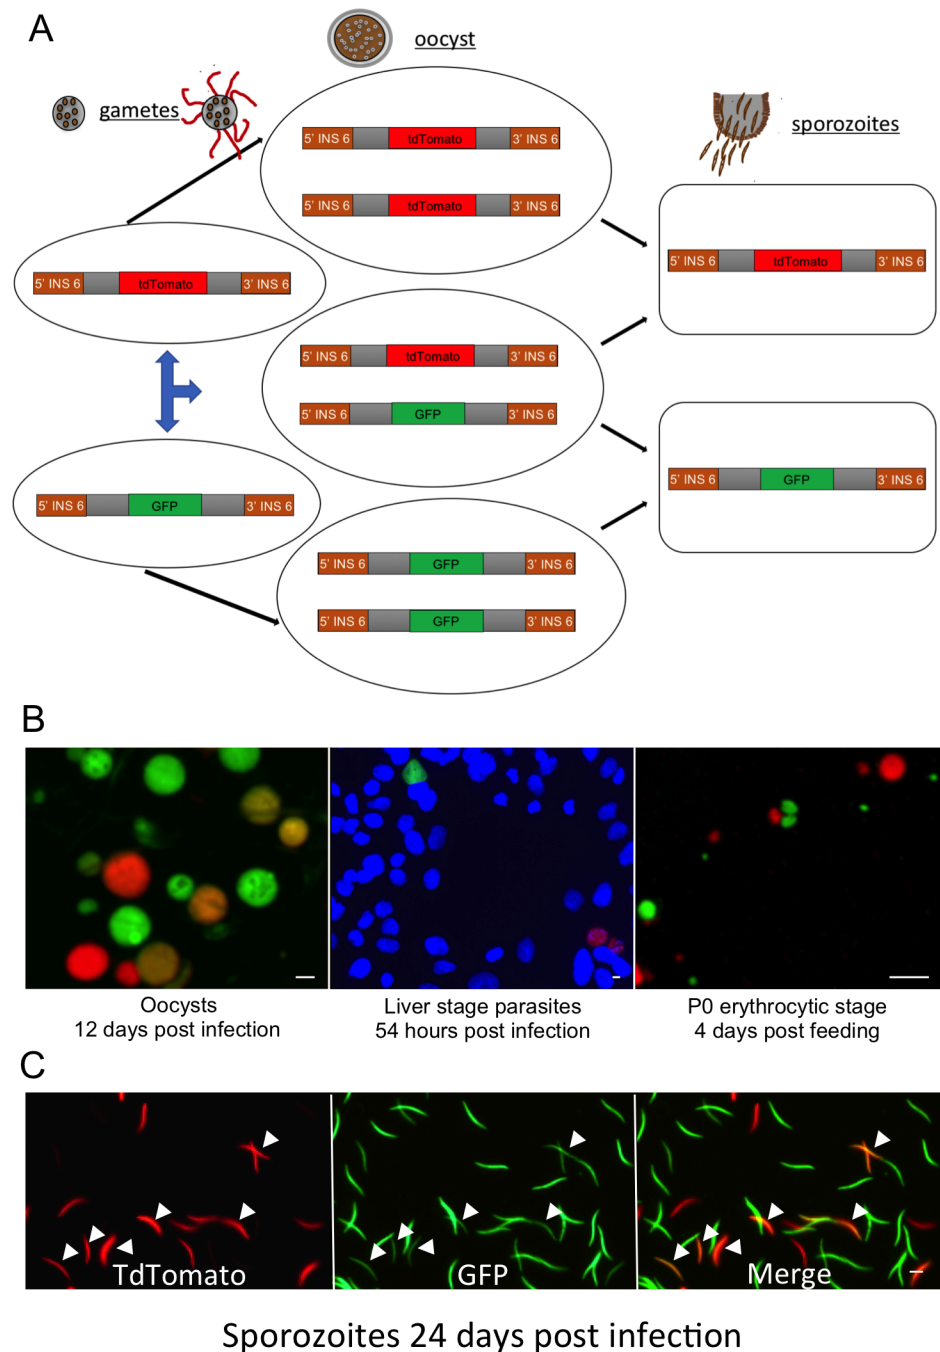 A
oocyst
gametes
sporozoites
5' INS 6 tdTomato 3' INS 6
5' INS 6 tdTomato 3' INS 6
5' INS 6 tdTomato 3' INS 6
5' INS 6 tdTomato 3' INS 6
5' INS 6 tdTomato 3' INS 6
5' INS 6 GFP 3' INS 6
5' INS 6 GFP 3' INS 6
5' INS 6 GFP 3' INS 6
5' INS 6 GFP 3' INS 6
5' INS 6 GFP 3' INS 6
B
Oocysts
12 days post infection
Liver stage parasites
54 hours post infection
P0 erythrocytic stage
4 days post feeding
C
TdTomato
GFP
Merge
Sporozoites 24 days post infection